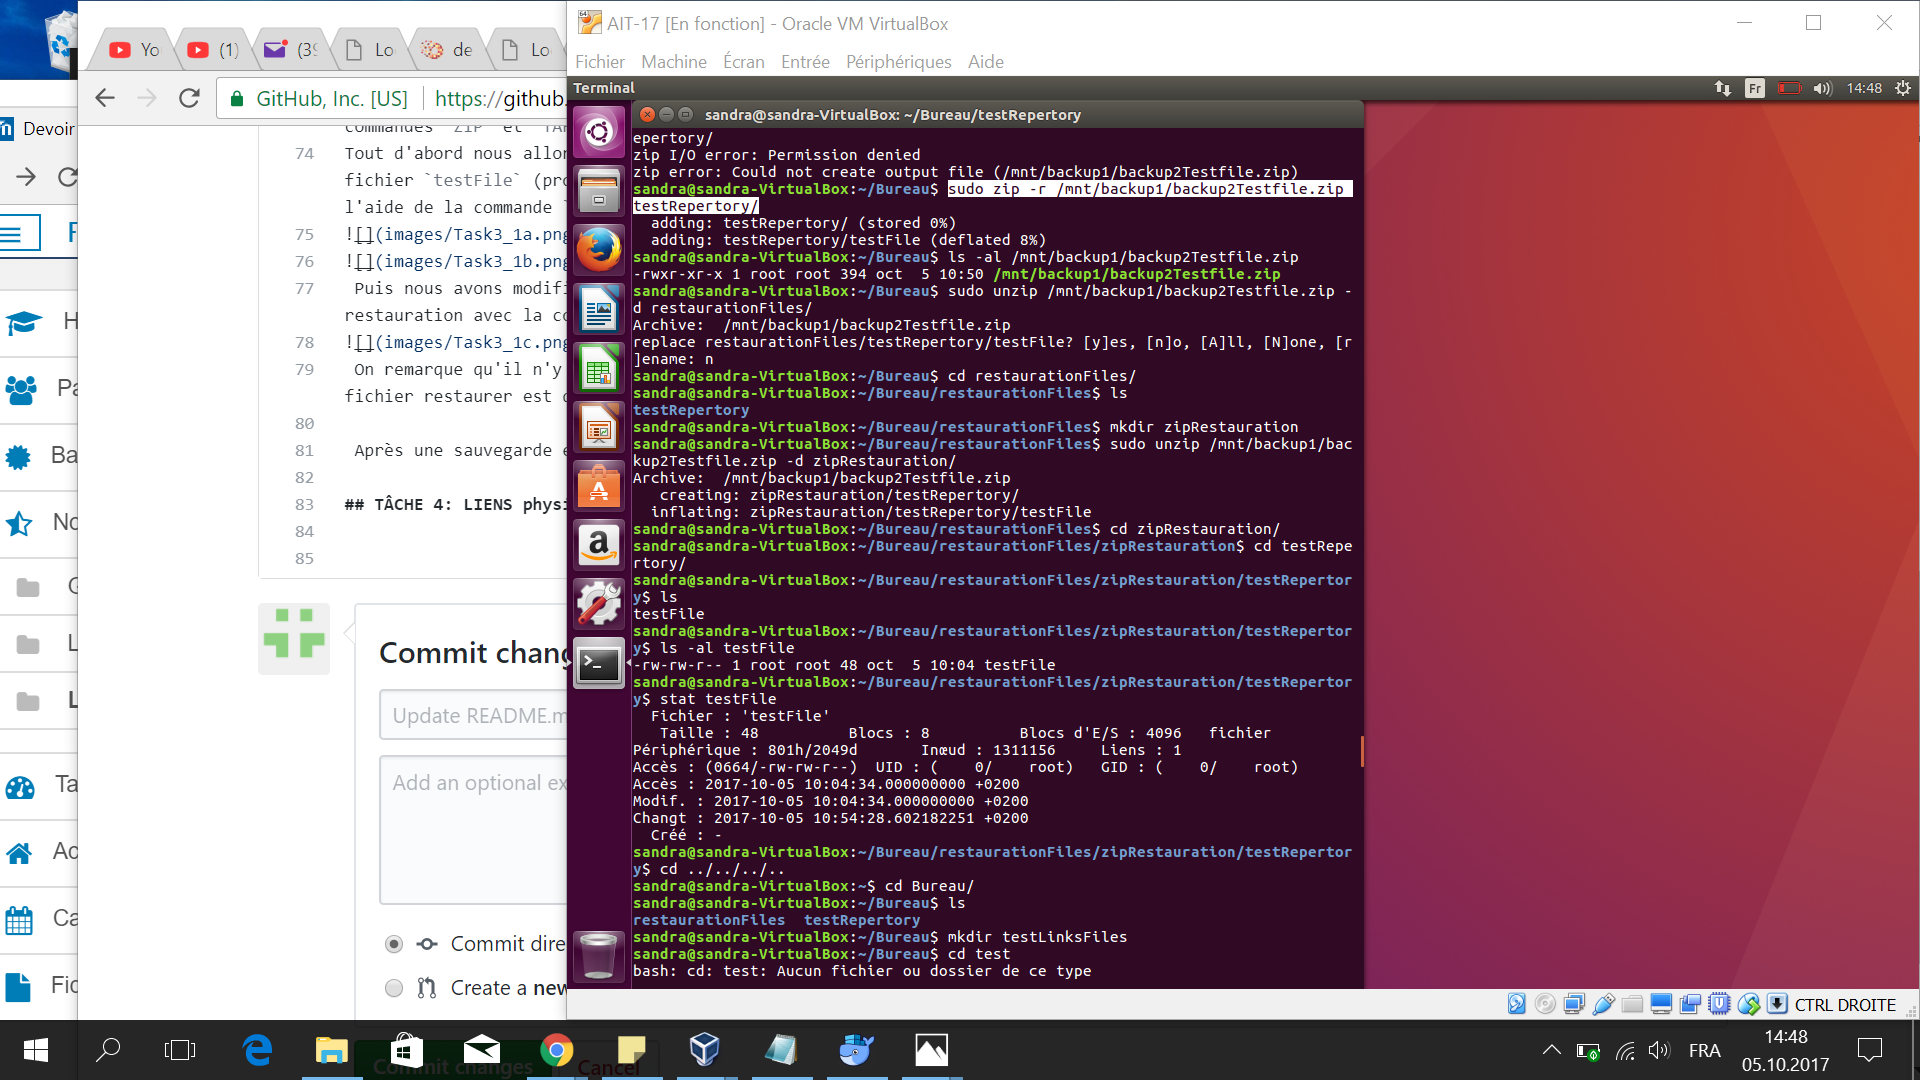 Yo
(1)
(39
Lo
de
Lo
GitHub, Inc. [US]
https://github.
Devoir
commandes `ZIP` et `TAR
74 Tout d'abord nous allon
fichier `testFile` (pro
l'aide de la commande `
75 ![](images/Task3_1a.png
76 ![](images/Task3_1b.png
77 Puis nous avons modifi
restauration avec la co
78 ![](images/Task3_1c.png
79 On remarque qu'il n'y
fichier restaurer est d
80
81 Après une sauvegarde e
82
83 ## TÂCHE 4: LIENS physi
84
85
H
Pa
Ba
No
G
L
L
Ta
Ac
Ca
Fic
Commit chang
Update README.m
Add an optional ex
Commit dire
Create a new
Commit changes
Cancel
AIT-17 [En fonction] - Oracle VM VirtualBox
Fichier Machine Écran Entrée Périphériques Aide
Terminal
Fr
14:48
sandra@sandra-VirtualBox: ~/Bureau/testRepertory
epertory/
zip I/O error: Permission denied
zip error: Could not create output file (/mnt/backup1/backup2Testfile.zip)
sandra@sandra-VirtualBox:~/Bureau$ sudo zip -r /mnt/backup1/backup2Testfile.zip
testRepertory/
adding: testRepertory/ (stored 0%)
adding: testRepertory/testFile (deflated 8%)
sandra@sandra-VirtualBox:~/Bureau$ ls -al /mnt/backup1/backup2Testfile.zip
-rwxr-xr-x 1 root root 394 oct  5 10:50 /mnt/backup1/backup2Testfile.zip
sandra@sandra-VirtualBox:~/Bureau$ sudo unzip /mnt/backup1/backup2Testfile.zip -
d restaurationFiles/
Archive:  /mnt/backup1/backup2Testfile.zip
replace restaurationFiles/testRepertory/testFile? [y]es, [n]o, [A]ll, [N]one, [r
]ename: n
sandra@sandra-VirtualBox:~/Bureau$ cd restaurationFiles/
sandra@sandra-VirtualBox:~/Bureau/restaurationFiles$ ls
testRepertory
sandra@sandra-VirtualBox:~/Bureau/restaurationFiles$ mkdir zipRestauration
sandra@sandra-VirtualBox:~/Bureau/restaurationFiles$ sudo unzip /mnt/backup1/bac
kup2Testfile.zip -d zipRestauration/
Archive:  /mnt/backup1/backup2Testfile.zip
creating: zipRestauration/testRepertory/
inflating: zipRestauration/testRepertory/testFile
sandra@sandra-VirtualBox:~/Bureau/restaurationFiles$ cd zipRestauration/
sandra@sandra-VirtualBox:~/Bureau/restaurationFiles/zipRestauration$ cd testRepe
rtory/
sandra@sandra-VirtualBox:~/Bureau/restaurationFiles/zipRestauration/testRepertor
y$ ls
testFile
sandra@sandra-VirtualBox:~/Bureau/restaurationFiles/zipRestauration/testRepertor
y$ ls -al testFile
-rw-rw-r-- 1 root root 48 oct  5 10:04 testFile
sandra@sandra-VirtualBox:~/Bureau/restaurationFiles/zipRestauration/testRepertor
y$ stat testFile
Fichier : 'testFile'
Taille : 48 Blocs : 8 Blocs d'E/S : 4096 fichier
Périphérique : 801h/2049d Inœud : 1311156 Liens : 1
Accès : (0664/-rw-rw-r--) UID : ( 0/ root) GID : ( 0/ root)
Accès : 2017-10-05 10:04:34.000000000 +0200
Modif. : 2017-10-05 10:04:34.000000000 +0200
Changt : 2017-10-05 10:54:28.602182251 +0200
Créé : -
sandra@sandra-VirtualBox:~/Bureau/restaurationFiles/zipRestauration/testRepertor
y$ cd ../../../..
sandra@sandra-VirtualBox:~$ cd Bureau/
sandra@sandra-VirtualBox:~/Bureau$ ls
restaurationFiles  testRepertory
sandra@sandra-VirtualBox:~/Bureau$ mkdir testLinksFiles
sandra@sandra-VirtualBox:~/Bureau$ cd test
bash: cd: test: Aucun fichier ou dossier de ce type
CTRL DROITE
FRA
14:48
05.10.2017